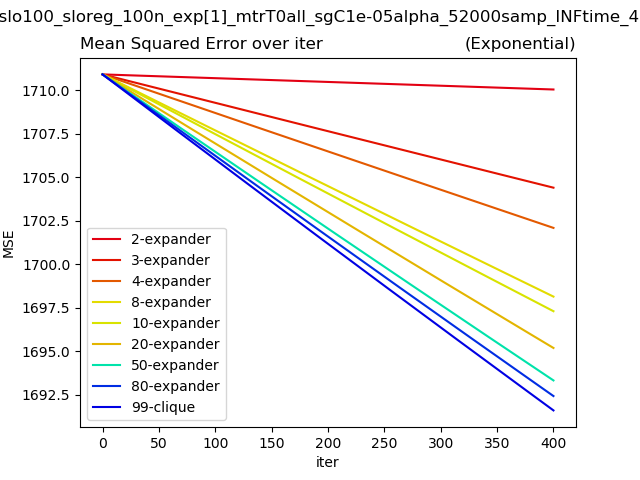 slo100_sloreg_100n_exp[1]_mtrT0all_sgC1e-05alpha_52000samp_INFtime_4
Mean Squared Error over iter (Exponential)
1710.0
1707.5
1705.0
1702.5
1700.0
1697.5
1695.0
1692.5
MSE
2-expander
3-expander
4-expander
8-expander
10-expander
20-expander
50-expander
80-expander
99-clique
0 50 100 150 200 250 300 350 400
iter